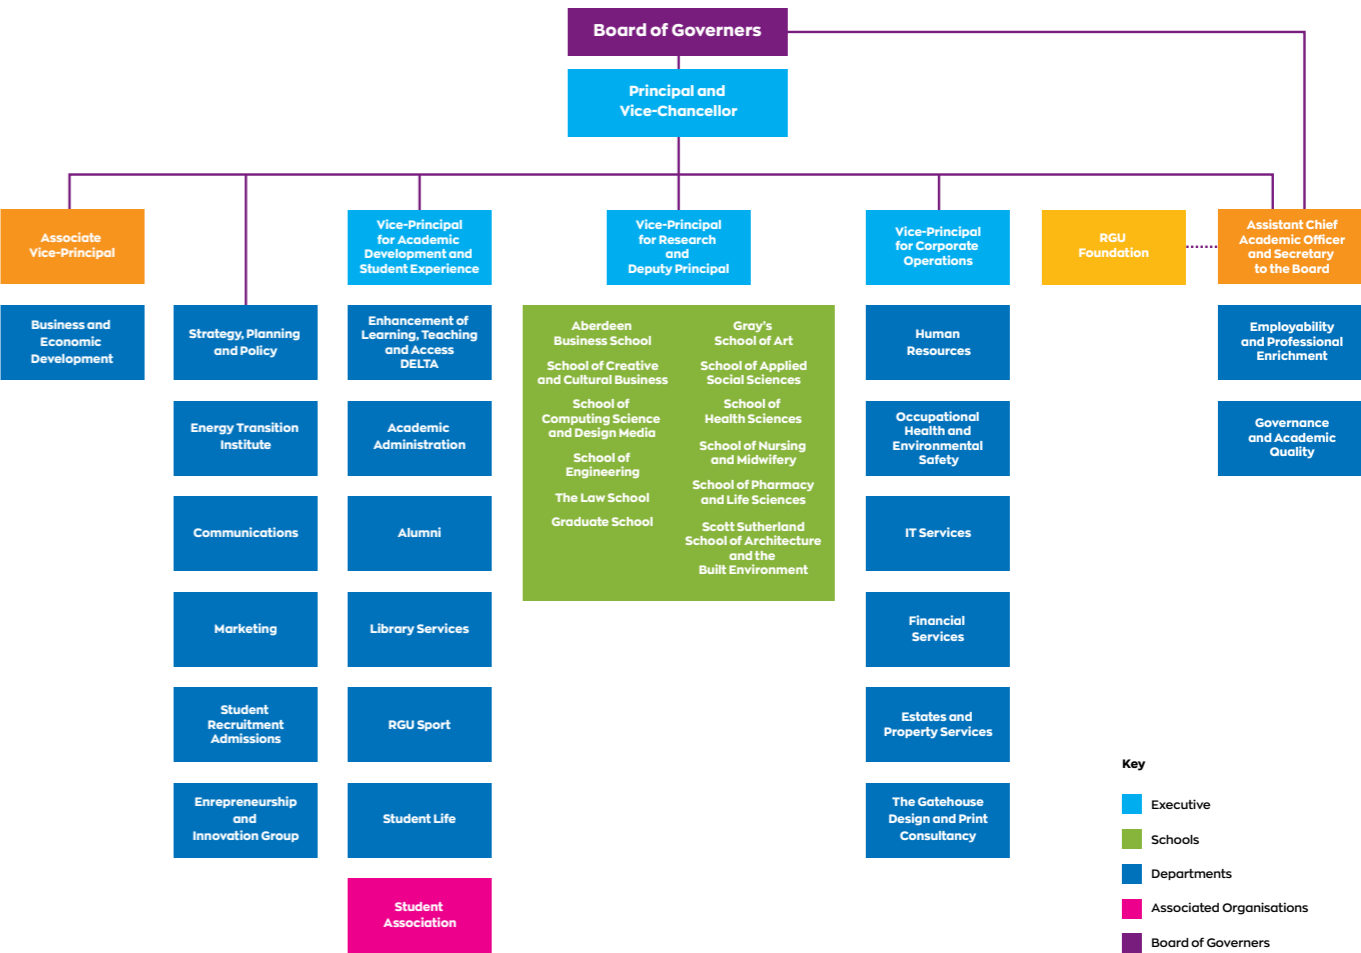 Board of Governers
Principal and
Vice-Chancellor
Associate
Vice-Principal
Vice-Principal
for Academic
Development and
Student Experience
Vice-Principal
for Research
and
Deputy Principal
Vice-Principal
for Corporate
Operations
RGU
Foundation
Assistant Chief
Academic Officer
and Secretary
to the Board
Business and
Economic
Development
Strategy, Planning
and Policy
Energy Transition
Institute
Communications
Marketing
Student
Recruitment
Admissions
Enrepreneurship
and
Innovation Group
Enhancement of
Learning, Teaching
and Access
DELTA
Academic
Administration
Alumni
Library Services
RGU Sport
Student Life
Student
Association
Aberdeen
Business School
School of Creative
and Cultural Business
School of
Computing Science
and Design Media
School of
Engineering
The Law School
Graduate School
Gray's
School of Art
School of Applied
Social Sciences
School of
Health Sciences
School of Nursing
and Midwifery
School of Pharmacy
and Life Sciences
Scott Sutherland
School of Architecture
and the
Built Environment
Human
Resources
Occupational
Health and
Environmental
Safety
IT Services
Financial
Services
Estates and
Property Services
The Gatehouse
Design and Print
Consultancy
Employability
and Professional
Enrichment
Governance
and Academic
Quality
Key
Executive
Schools
Departments
Associated Organisations
Board of Governers